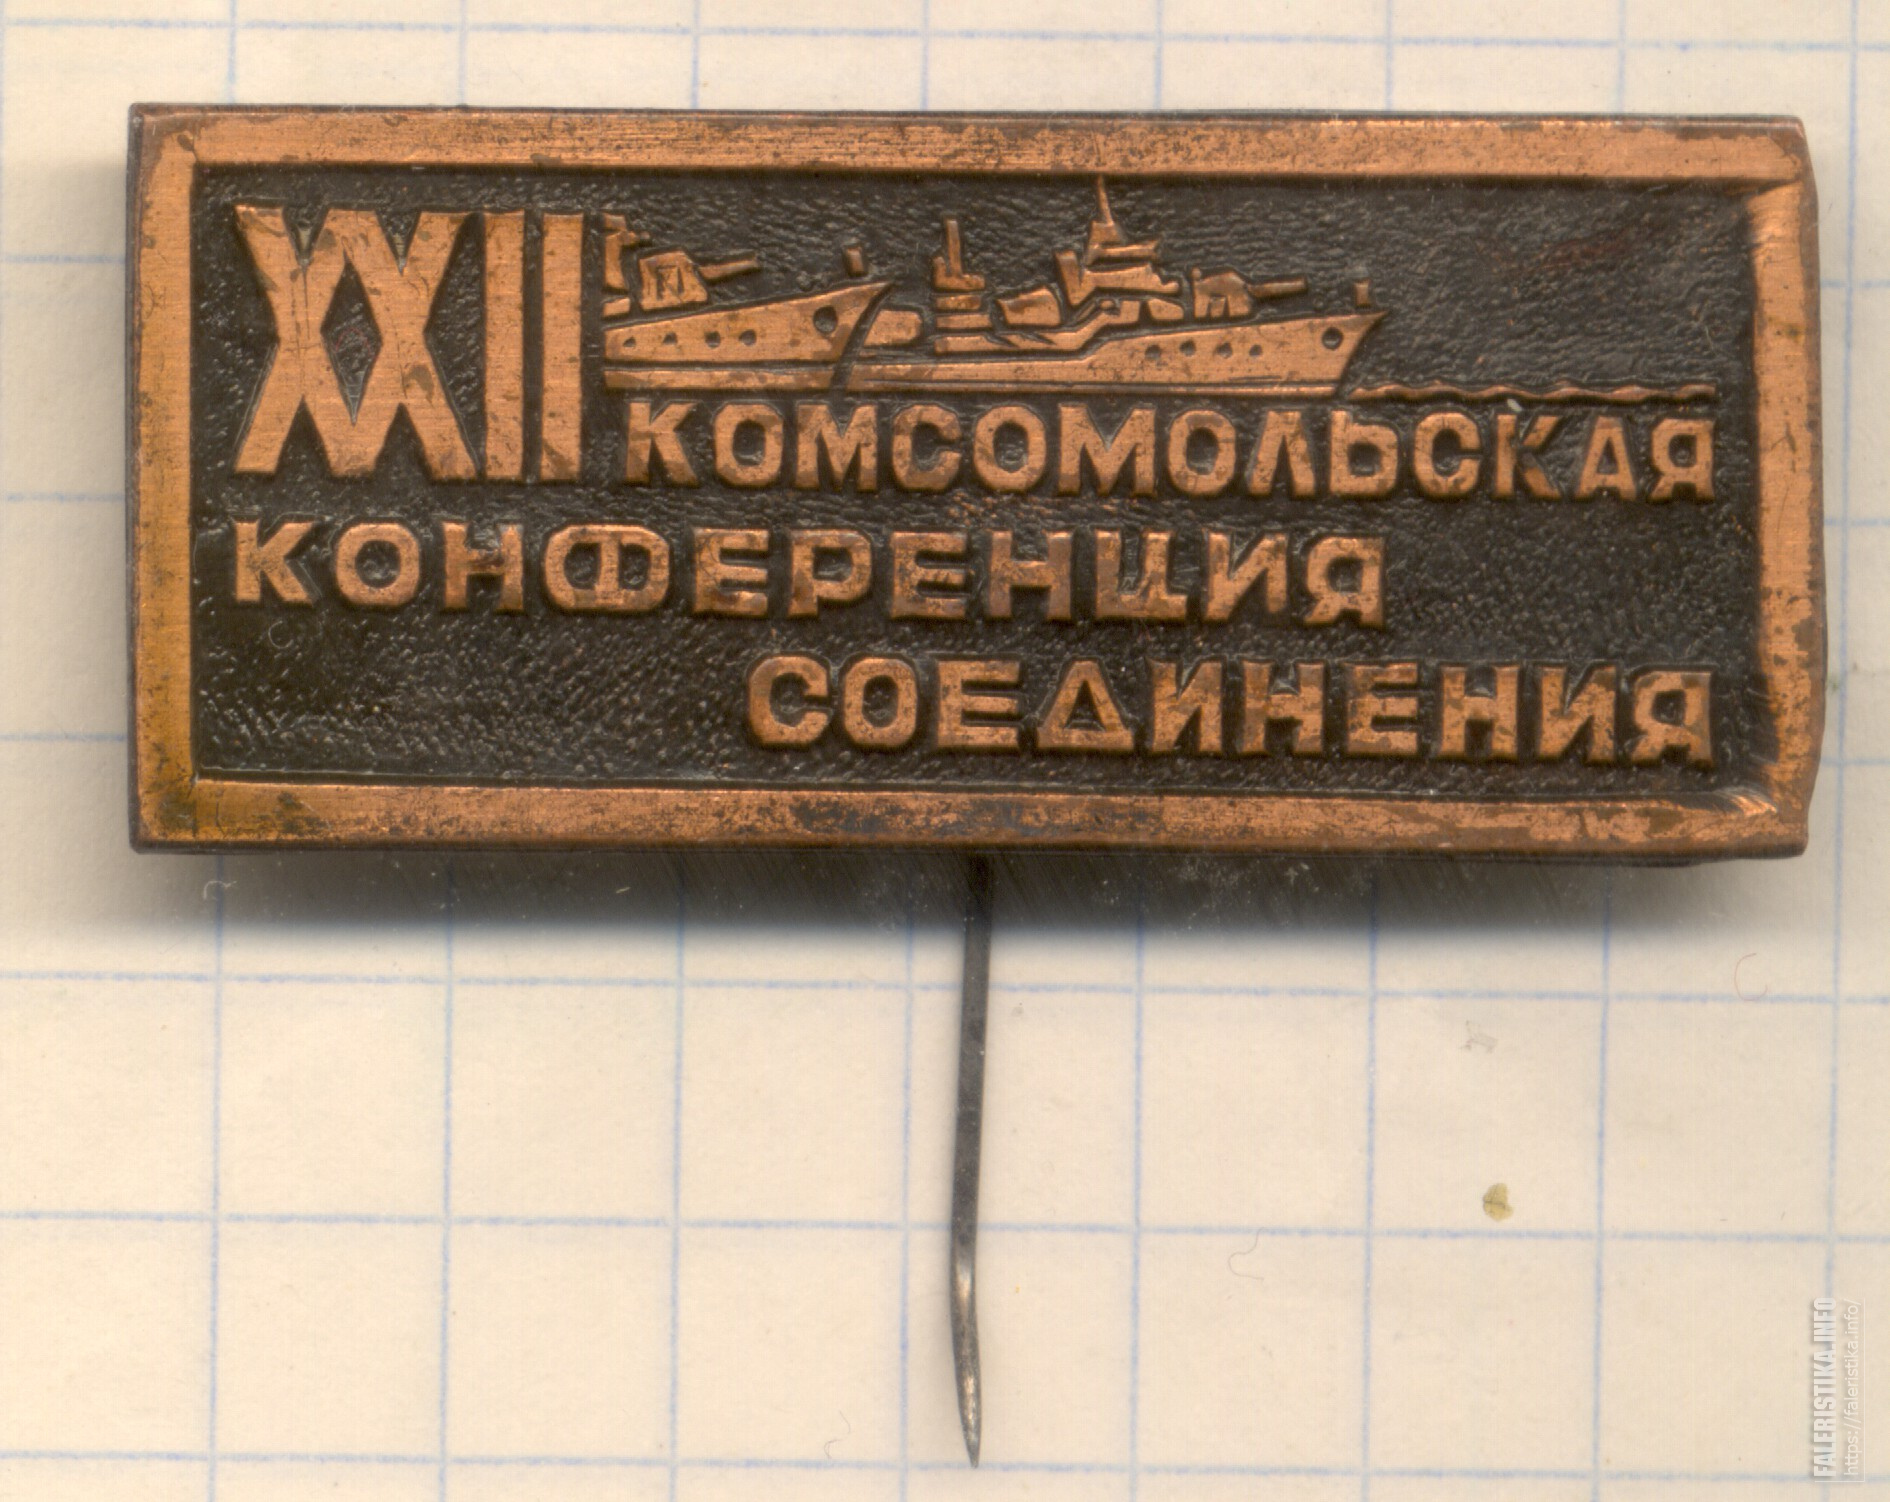 XXII КОМСОМОЛЬСКАЯ
КОНФЕРЕНЦИЯ
СОЕДИНЕНИЯ
FALERISTIKA.INFO
https://faleristika.info/